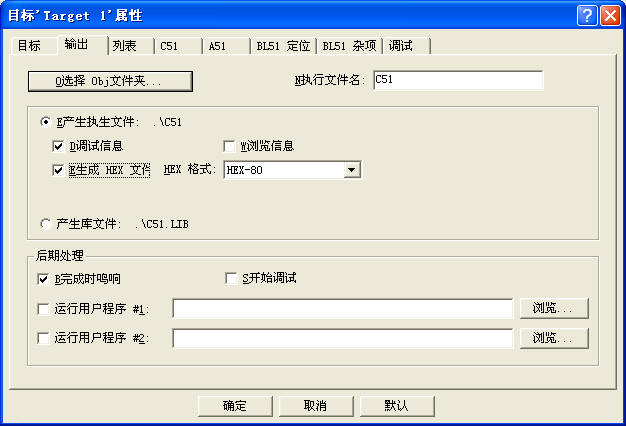 目标'Target 1'属性
目标 输出 列表 C51 A51 BL51 定位 BL51 杂项 调试
O选择 Obj文件夹... N执行文件名: C51
E产生执生文件: .\C51
D调试信息 W浏览信息
E生成 HEX 文件 HEX 格式: HEX-80
产生库文件: .\C51.LIB
后期处理
B完成时鸣响 S开始调试
运行用户程序 #1: 浏览...
运行用户程序 #2: 浏览...
确定 取消 默认